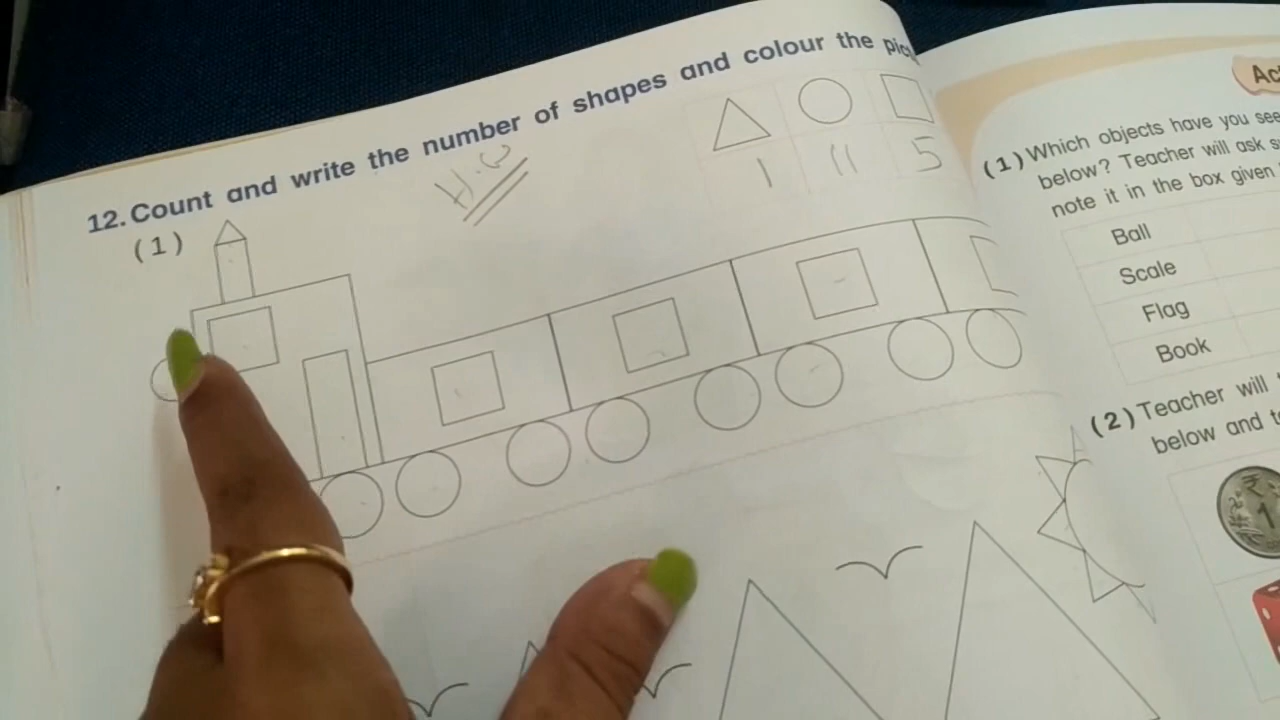 12. Count and write the number of shapes and colour the
(1)
H.W
1 11 5
(1) Which objects have you see
below? Teacher will ask s
note it in the box given
Ball
Scale
Flag
Book
(2) Teacher will
below and t
₹
1